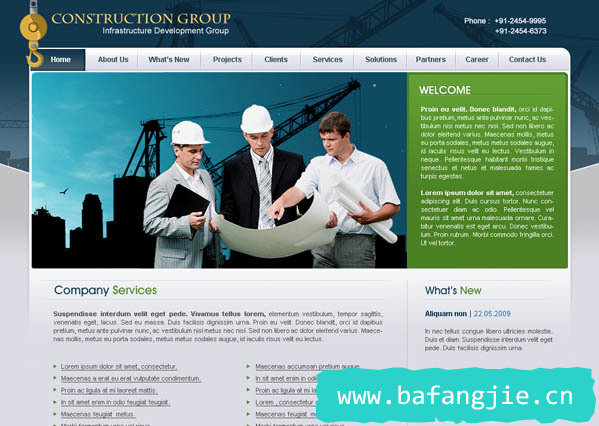 CONSTRUCTION GROUP
Infrastructure Development Group
Phone : +91-2454-9995
+91-2454-6373
Home About Us What's New Projects Clients Services Solutions Partners Career Contact Us
WELCOME
Proin eu velit. Donec blandit, orci id dapi-
bus pretium, metus ante pulvinar nunc, ac ves-
tibulum nisi metus nec nisl. Sed non libero ac
dolor eleifend varius. Maecenas mollis, metus
eu porta sodales, metus metus sodales augue,
id iaculis risus velit eu lectus. Vestibulum in
neque. Pellentesque habitant morbi tristique
senectus et netus et malesuada fames ac
turpis egestas.
Lorem ipsum dolor sit amet, consectetuer
adipiscing elit. Duis cursus tortor. Nunc con-
sectetuer diam ac odio. Pellentesque vel
mauris sit amet urna malesuada ornare. Cura-
bitur venenatis est eget arcu. Donec vestibu-
lum. Proin rutrum. Morbi commodo fringilla orci.
Ut vel tortor.
Company Services
Suspendisse interdum velit eget pede. Vivamus tellus lorem, elementum vestibulum, tempor sagittis,
venenatis eget, lacus. Sed eu massa. Duis facilisis dignissim urna. Proin eu velit. Donec blandit, orci id dapibus
pretium, metus ante pulvinar nunc, ac vestibulum nisi metus nec nisl. Sed non libero ac dolor eleifend varius. Maece-
nas mollis, metus eu porta sodales, metus metus sodales augue, id iaculis risus velit eu lectus.
Lorem ipsum dolor sit amet, consectetur.
Maecenas a erat eu erat vulputate condimentum.
Proin ac ligula at mi laoreet mattis.
In sit amet enim in odio feugiat feugiat.
Maecenas feugiat metus.
Maecenas accumsan pretium augue.
In sit amet enim in odio
Proin ac ligula at mi
Lorem , consectetur
Maecenas feugiat
What's New
Aliquam non | 22.05.2009
In nec tellus congue libero ultricies molestie.
Duis et diam. Suspendisse interdum velit eget
pede. Duis facilisis dignissim urna.
www.bafangjie.cn